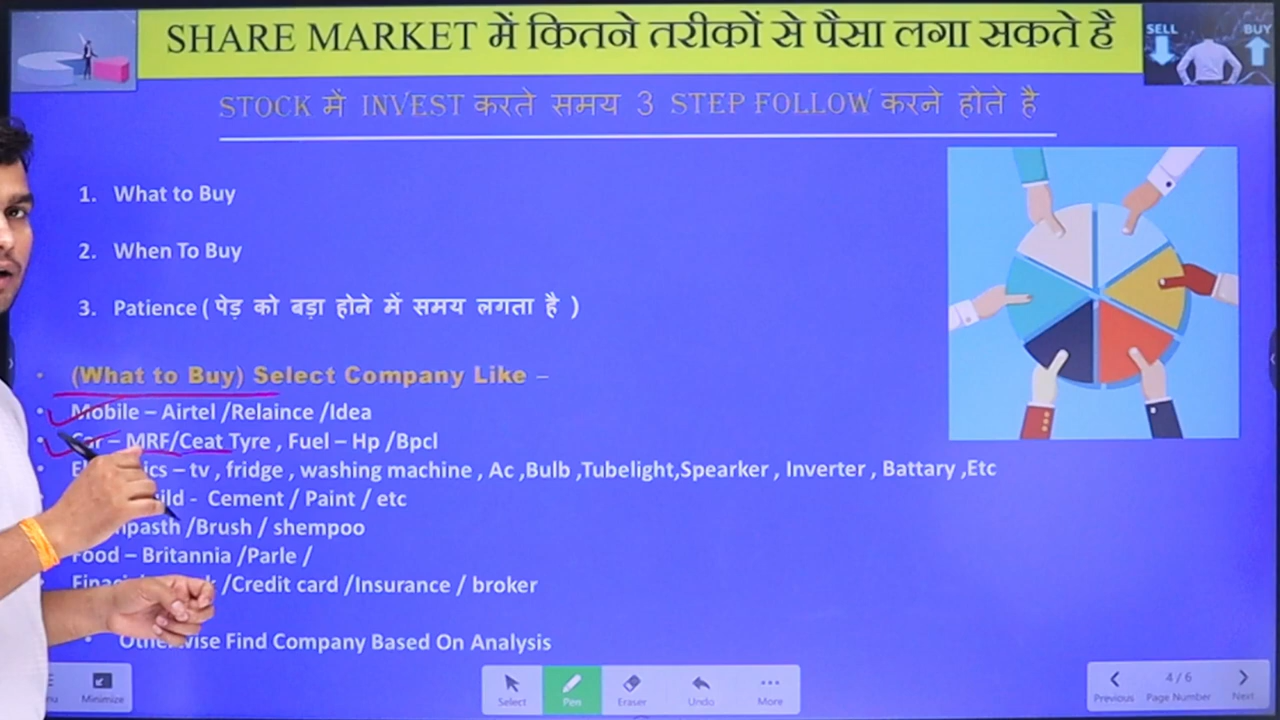 SHARE MARKET में कितने तरीकों से पैसा लगा सकते है
SELL BUY
STOCK में INVEST करते समय 3 STEP FOLLOW करने होते है
1. What to Buy
2. When To Buy
3. Patience ( पेड़ को बड़ा होने में समय लगता है )
• (What to Buy) Select Company Like –
• Mobile – Airtel /Relaince /Idea
• Car – MRF/Ceat Tyre , Fuel – Hp /Bpcl
• – tv , fridge , washing machine , Ac ,Bulb ,Tubelight,Spearker , Inverter , Battary ,Etc
- Cement / Paint / etc
/Brush / shempoo
Food – Britannia /Parle /
• /Credit card /Insurance / broker
• Otherwise Find Company Based On Analysis
Minimize Select Pen Eraser Undo More Previous 4 / 6 Page Number Next